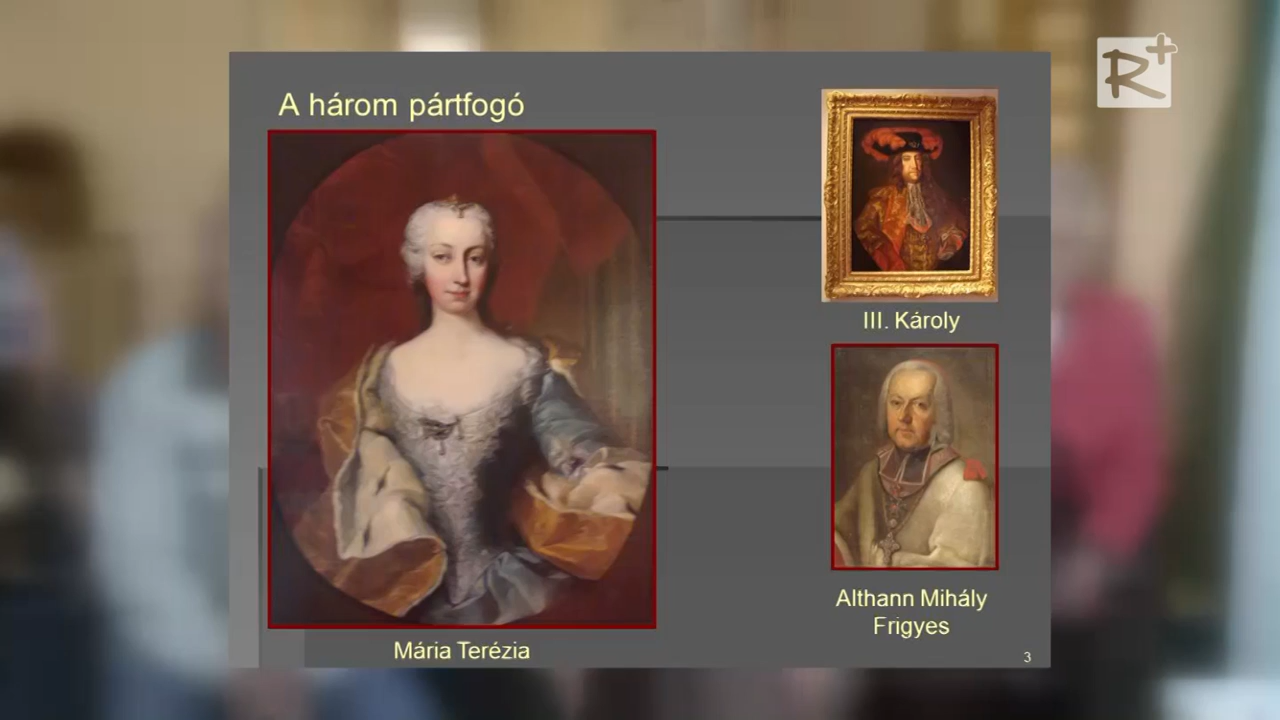 R+
A három pártfogó
III. Károly
Mária Terézia
Althann Mihály
Frigyes
3